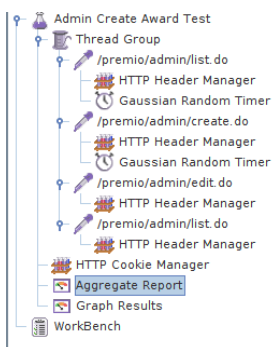 Admin Create Award Test
Thread Group
/premio/admin/list.do
HTTP Header Manager
Gaussian Random Timer
/premio/admin/create.do
HTTP Header Manager
Gaussian Random Timer
/premio/admin/edit.do
HTTP Header Manager
/premio/admin/list.do
HTTP Header Manager
HTTP Cookie Manager
Aggregate Report
Graph Results
WorkBench